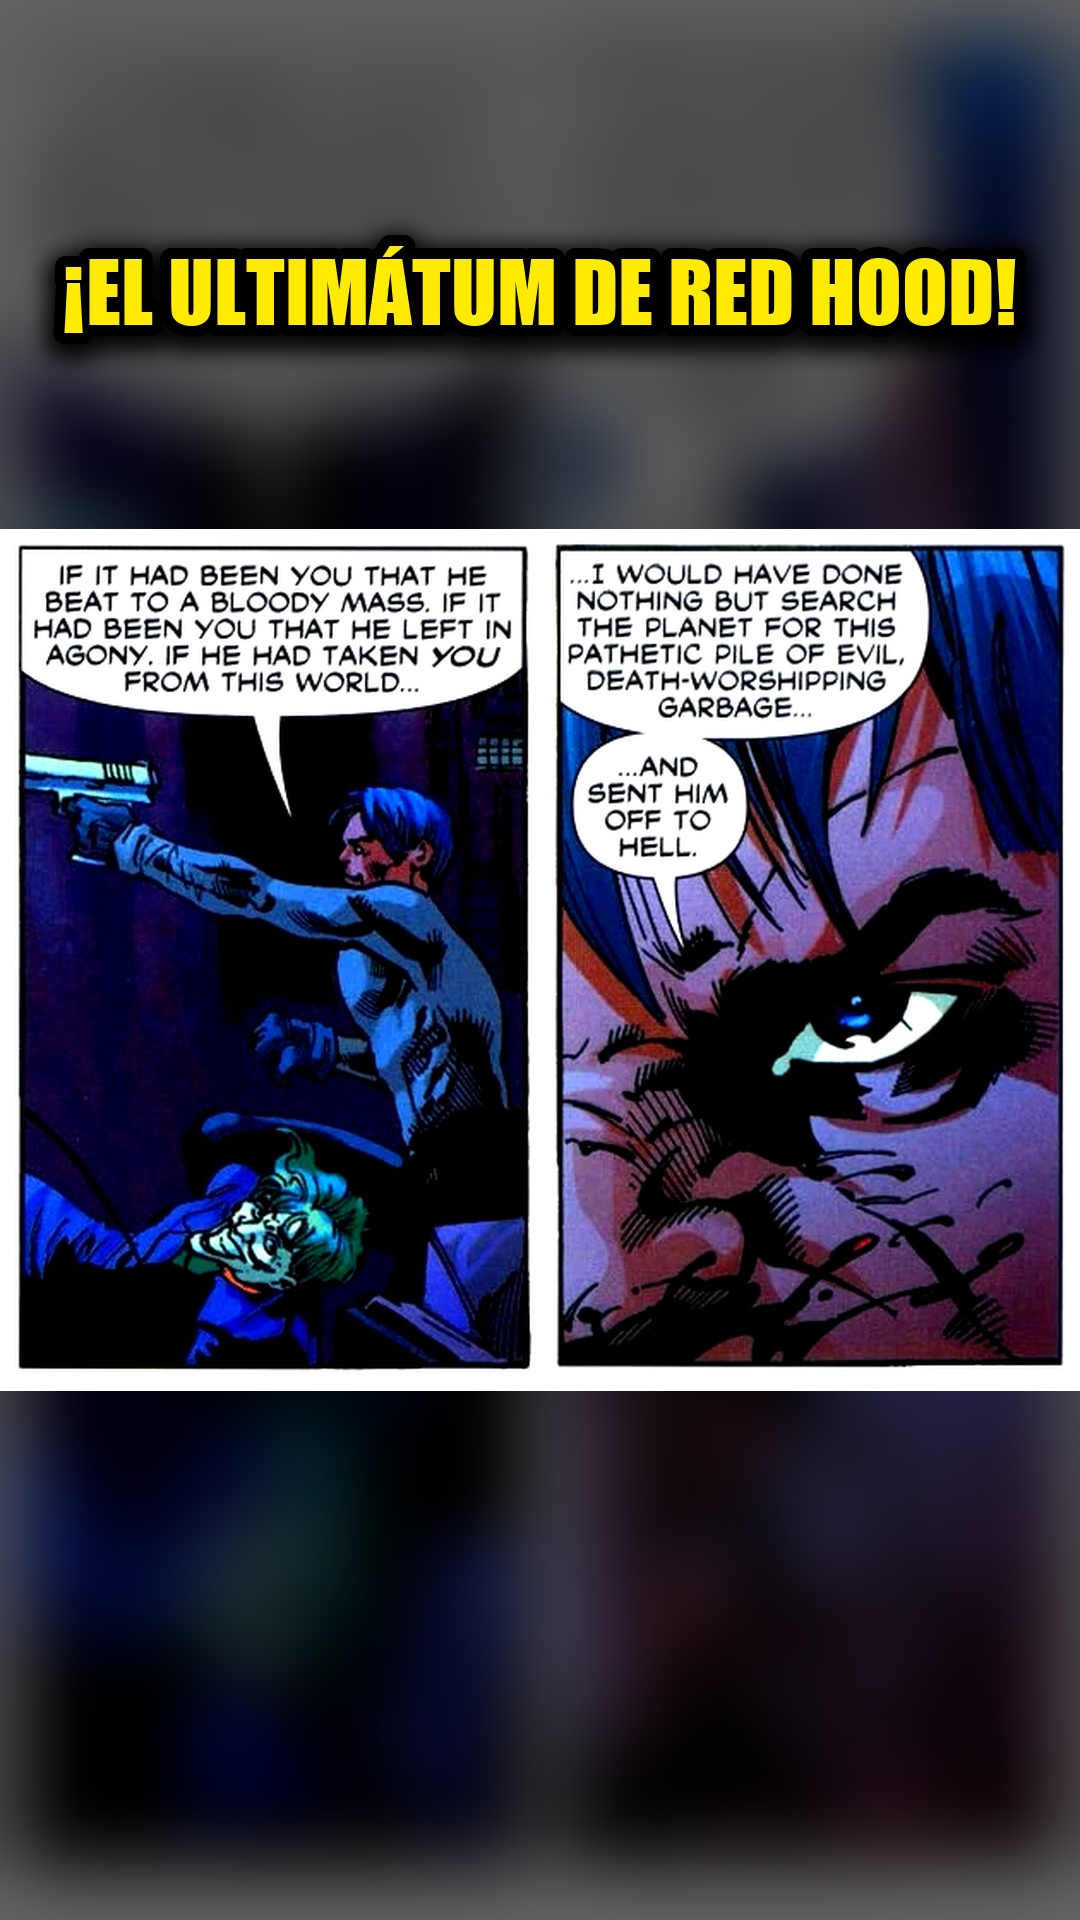 ¡EL ULTIMÁTUM DE RED HOOD!
IF IT HAD BEEN YOU THAT HE
BEAT TO A BLOODY MASS. IF IT
HAD BEEN YOU THAT HE LEFT IN
AGONY. IF HE HAD TAKEN YOU
FROM THIS WORLD...
...I WOULD HAVE DONE
NOTHING BUT SEARCH
THE PLANET FOR THIS
PATHETIC PILE OF EVIL,
DEATH-WORSHIPPING
GARBAGE...
...AND
SENT HIM
OFF TO
HELL.